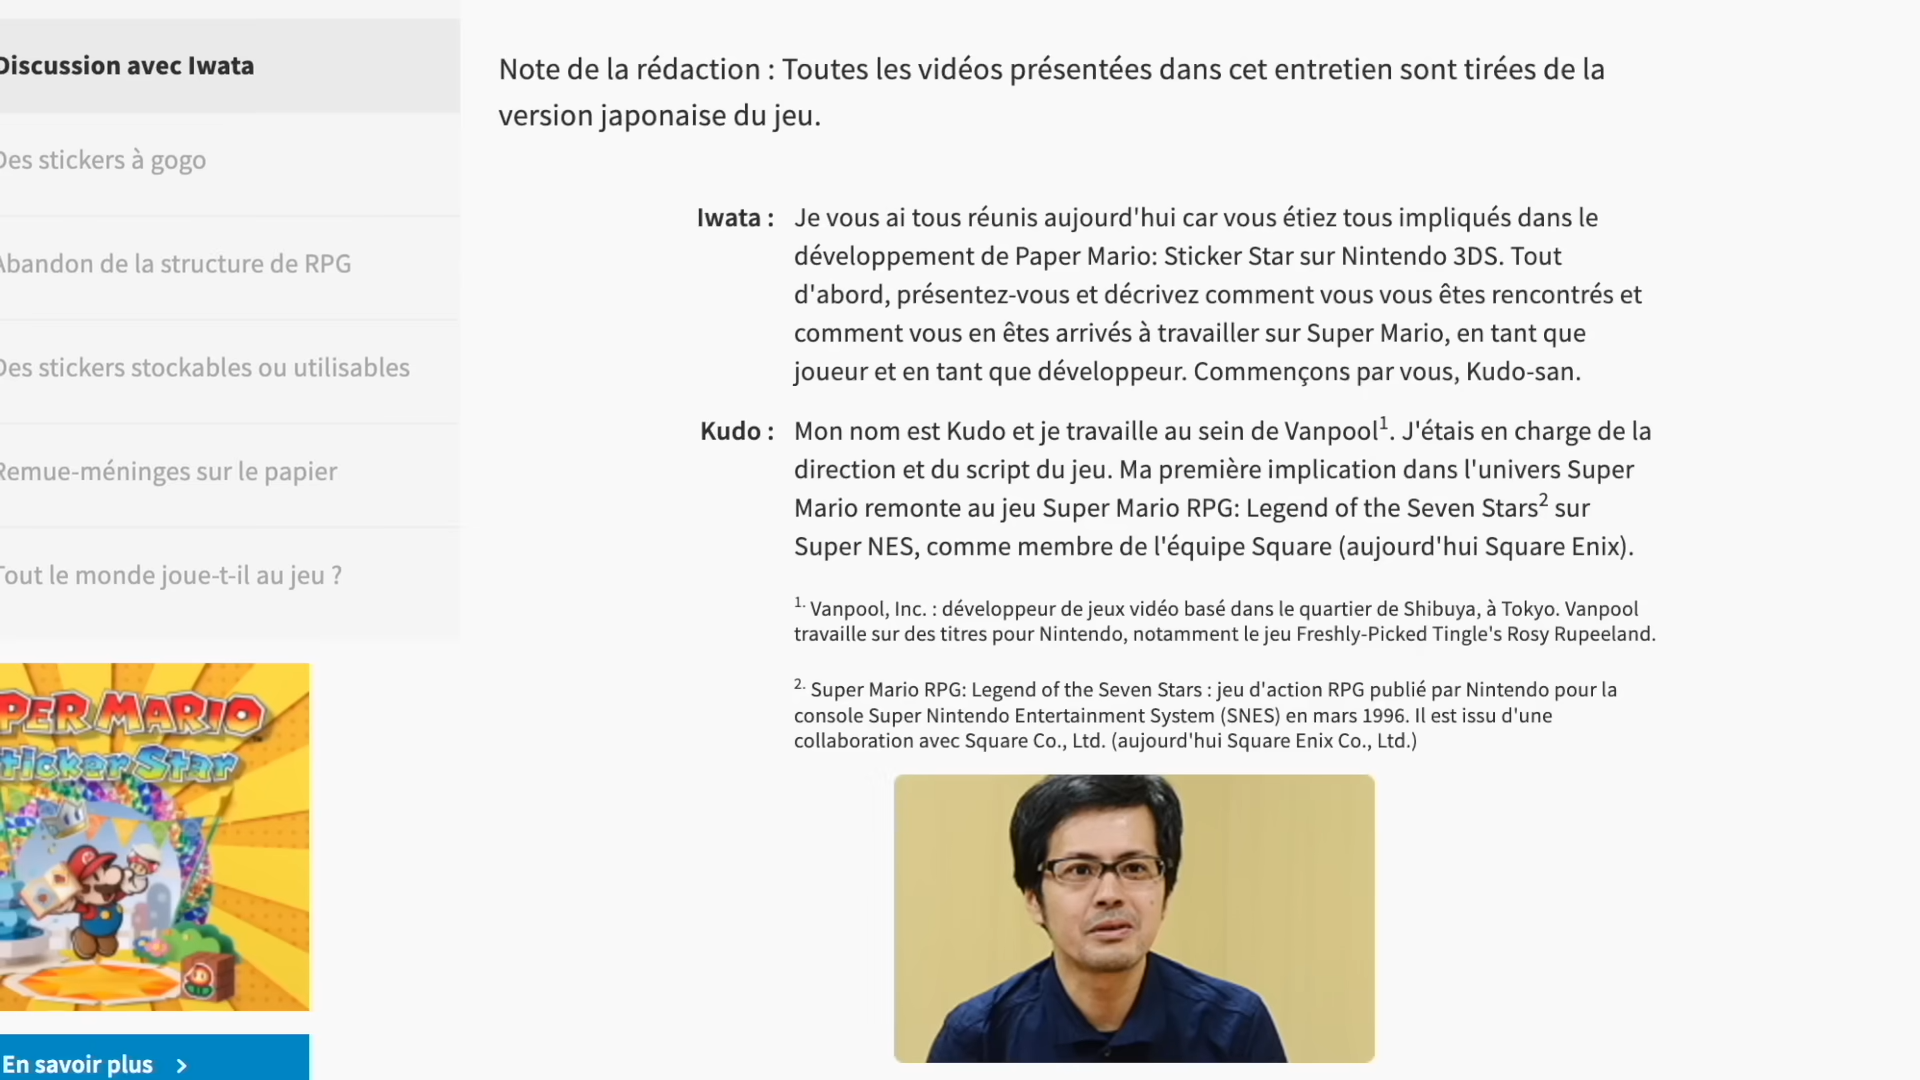 Discussion avec Iwata
Des stickers à gogo
Abandon de la structure de RPG
Des stickers stockables ou utilisables
Remue-méninges sur le papier
Tout le monde joue-t-il au jeu ?
PER MARIO
ticker Star
En savoir plus >
Note de la rédaction : Toutes les vidéos présentées dans cet entretien sont tirées de la
version japonaise du jeu.
Iwata : Je vous ai tous réunis aujourd'hui car vous étiez tous impliqués dans le
développement de Paper Mario: Sticker Star sur Nintendo 3DS. Tout
d'abord, présentez-vous et décrivez comment vous vous êtes rencontrés et
comment vous en êtes arrivés à travailler sur Super Mario, en tant que
joueur et en tant que développeur. Commençons par vous, Kudo-san.
Kudo : Mon nom est Kudo et je travaille au sein de Vanpool1. J'étais en charge de la
direction et du script du jeu. Ma première implication dans l'univers Super
Mario remonte au jeu Super Mario RPG: Legend of the Seven Stars2 sur
Super NES, comme membre de l'équipe Square (aujourd'hui Square Enix).
1. Vanpool, Inc. : développeur de jeux vidéo basé dans le quartier de Shibuya, à Tokyo. Vanpool
travaille sur des titres pour Nintendo, notamment le jeu Freshly-Picked Tingle's Rosy Rupeeland.
2. Super Mario RPG: Legend of the Seven Stars : jeu d'action RPG publié par Nintendo pour la
console Super Nintendo Entertainment System (SNES) en mars 1996. Il est issu d'une
collaboration avec Square Co., Ltd. (aujourd'hui Square Enix Co., Ltd.)